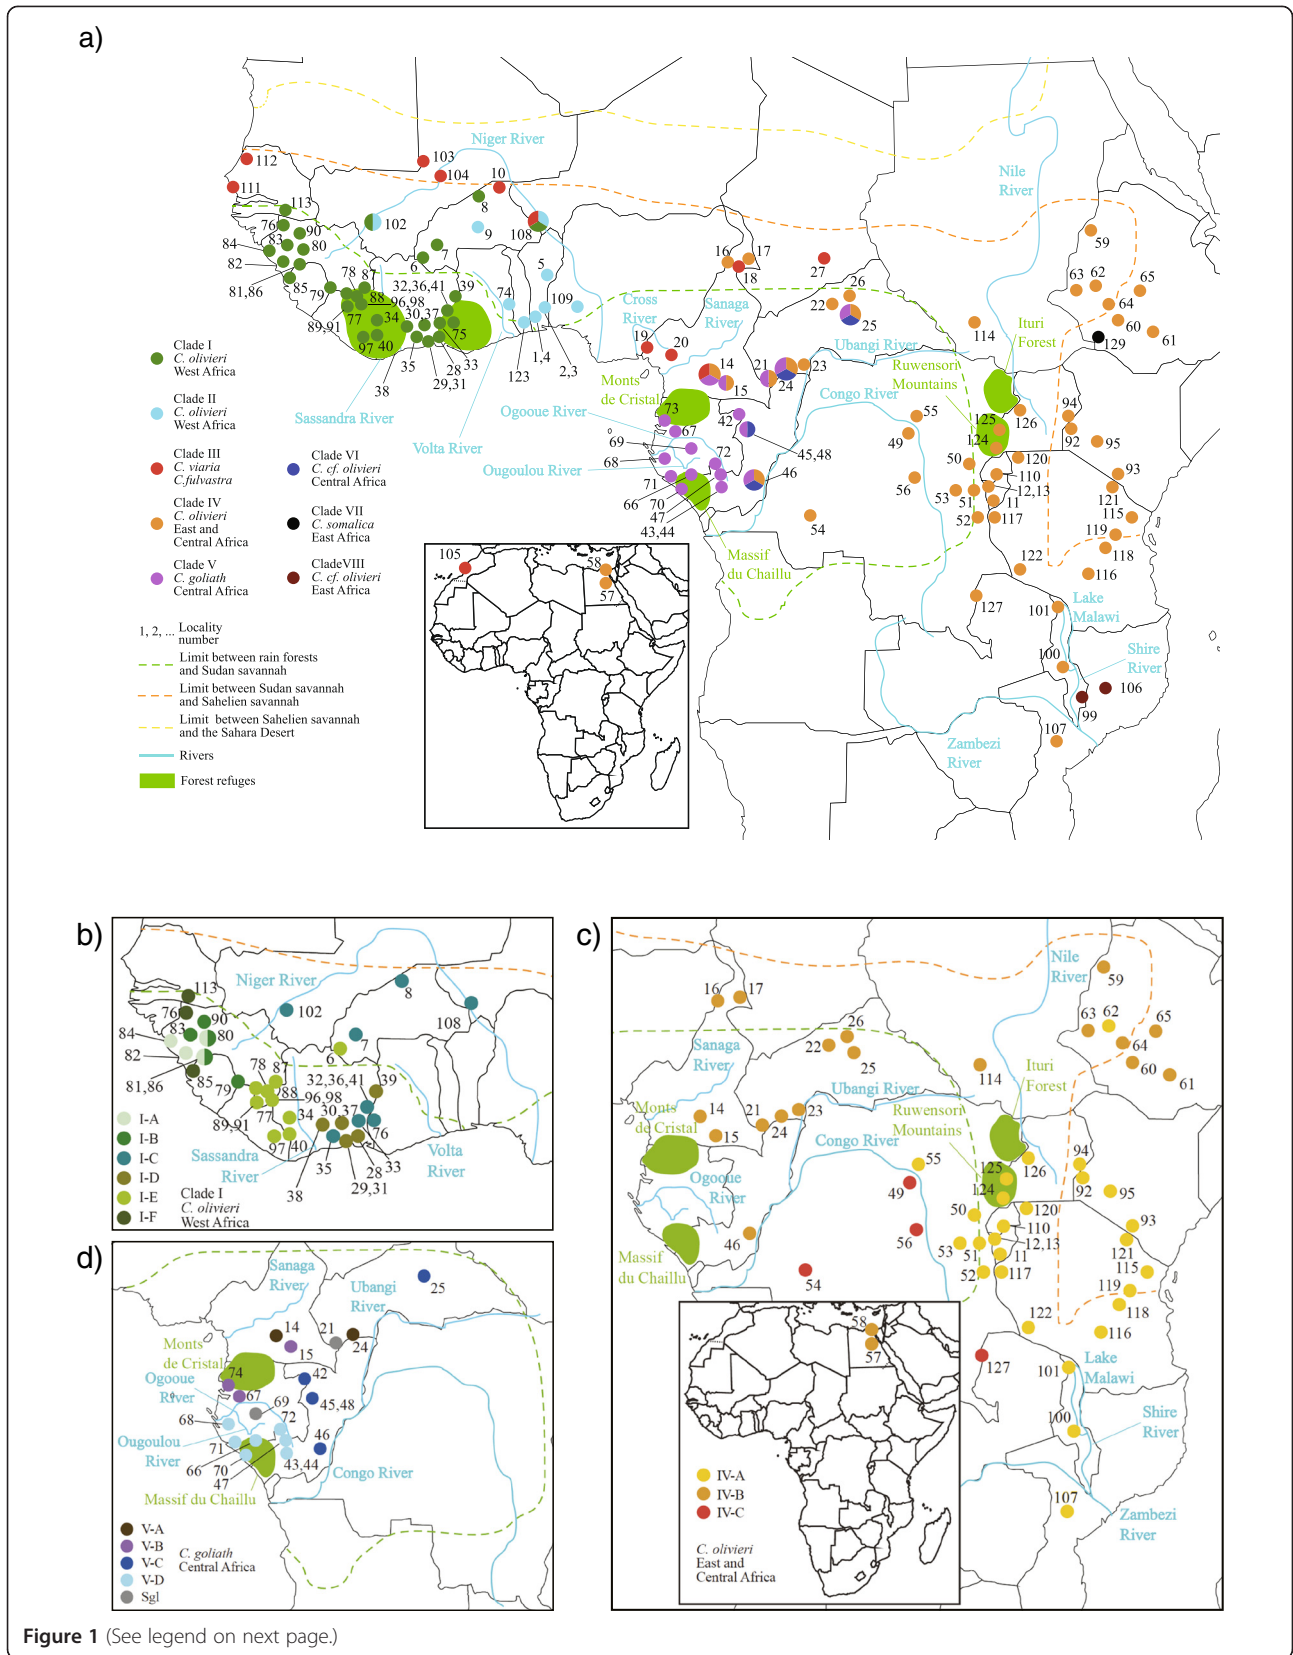 a)
Niger River
Nile
River
112
103
104
10
111
113
8
102
108
9
76
90
84
83
80
82
81,86
85
6
7
5
16
17
18
27
59
63
62
65
64
60
61
129
79
78
87
88
96,98
89,91
77
34
97
40
32,36,41
39
30,37
75
38
35
29,31
28
33
74
109
123
1,4
2,3
Cross
River
Sanaga
River
19
20
22
26
25
114
Ituri
Forest
Ubangi River
Ruwensori
Mountains
14
15
21
24
23
Monts
de Cristal
Congo River
Ogooue River
73
67
42
45,48
55
49
125
124
126
94
92
95
Sassandra River
Volta River
69
68
Ougoulou River
72
46
71
66
70
47
43,44
54
56
50
53
51
52
120
110
12,13
11
117
93
121
115
119
118
116
122
127
Massif
du Chaillu
Lake
Malawi
101
100
Shire
River
106
99
107
Zambezi
River
105
58
57
Clade I
C. olivieri
West Africa
Clade II
C. olivieri
West Africa
Clade III
C. viaria
C.fulvastra
Clade IV
C. olivieri
East and
Central Africa
Clade V
C. goliath
Central Africa
Clade VI
C. cf. olivieri
Central Africa
Clade VII
C. somalica
East Africa
CladeVIII
C. cf. olivieri
East Africa
1, 2, ... Locality
number
Limit between rain forests
and Sudan savannah
Limit between Sudan savannah
and Sahelien savannah
Limit between Sahelien savannah
and the Sahara Desert
Rivers
Forest refuges
b)
Niger River
113
76
90
83
80
84
82
81,86
85
79
102
8
108
6
7
78
87
88
96,98
89,91
77
34
97
40
32,36,41
39
30,37
76
38
35
29,31
28
33
Sassandra
River
Volta
River
I-A
I-B
I-C
I-D
I-E
I-F
Clade I
C. olivieri
West Africa
c)
Nile
River
16
17
59
63
62
65
64
60
61
Sanaga
River
22
26
25
114
Ituri
Forest
Ubangi River
Ruwensori
Mountains
Monts
de Cristal
14
15
21
24
23
Congo River
Ogooue
River
55
49
56
125
124
126
94
92
95
Massif
du Chaillu
46
54
50
53
51
52
120
110
12,13
11
117
93
121
115
119
118
116
122
127
101
Lake
Malawi
100
Shire
River
107
Zambezi
River
58
57
IV-A
IV-B
IV-C
C. olivieri
East and
Central Africa
d)
Sanaga
River
Ubangi
River
25
14
15
21
24
Monts
de Cristal
Ogooue
River
74
67
69
42
45,48
68
72
46
Ougoulou
River
71
66
70
47
43,44
Congo River
Massif du Chaillu
V-A
V-B
V-C
V-D
Sgl
C. goliath
Central Africa
Figure 1 (See legend on next page.)